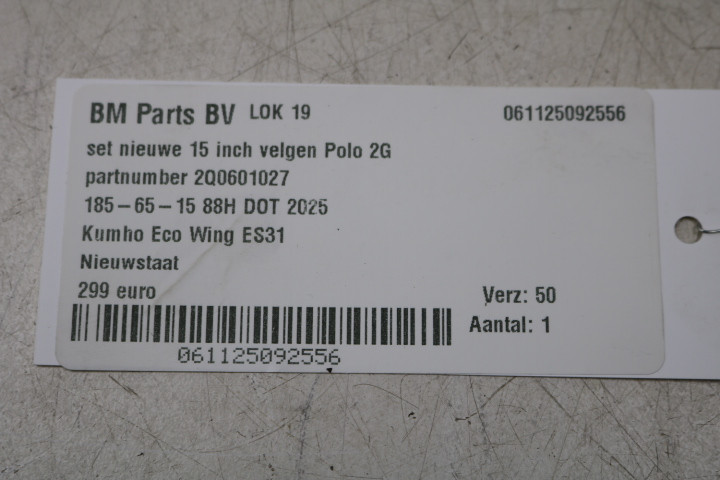 BM Parts BV LOK 19 061125092556
set nieuwe 15 inch velgen Polo 2G
partnumber 2Q0601027
185-65-15 88H DOT 2025
Kumho Eco Wing ES31
Nieuwstaat
299 euro Verz: 50
Aantal: 1
061125092556